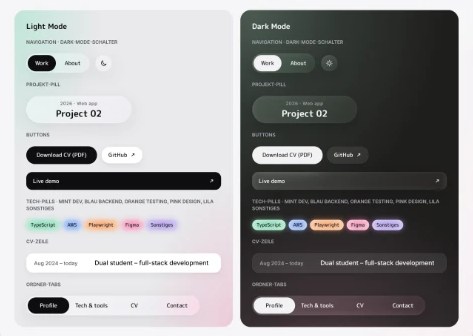 Light Mode
NAVIGATION · DARK-MODE-SCHALTER
Work About
PROJEKT-PILL
2026 · Web app
Project 02
BUTTONS
Download CV (PDF) GitHub ↗
Live demo ↗
TECH-PILLS · MINT DEV, BLAU BACKEND, ORANGE TESTING, PINK DESIGN, LILA
SONSTIGES
TypeScript AWS Playwright Figma Sonstiges
CV-ZEILE
Aug 2024 – today Dual student – full-stack development
ORDNER-TABS
Profile Tech & tools CV Contact
Dark Mode
NAVIGATION · DARK-MODE-SCHALTER
Work About
PROJEKT-PILL
2026 · Web app
Project 02
BUTTONS
Download CV (PDF) GitHub ↗
Live demo ↗
TECH-PILLS · MINT DEV, BLAU BACKEND, ORANGE TESTING, PINK DESIGN, LILA
SONSTIGES
TypeScript AWS Playwright Figma Sonstiges
CV-ZEILE
Aug 2024 – today Dual student – full-stack development
ORDNER-TABS
Profile Tech & tools CV Contact